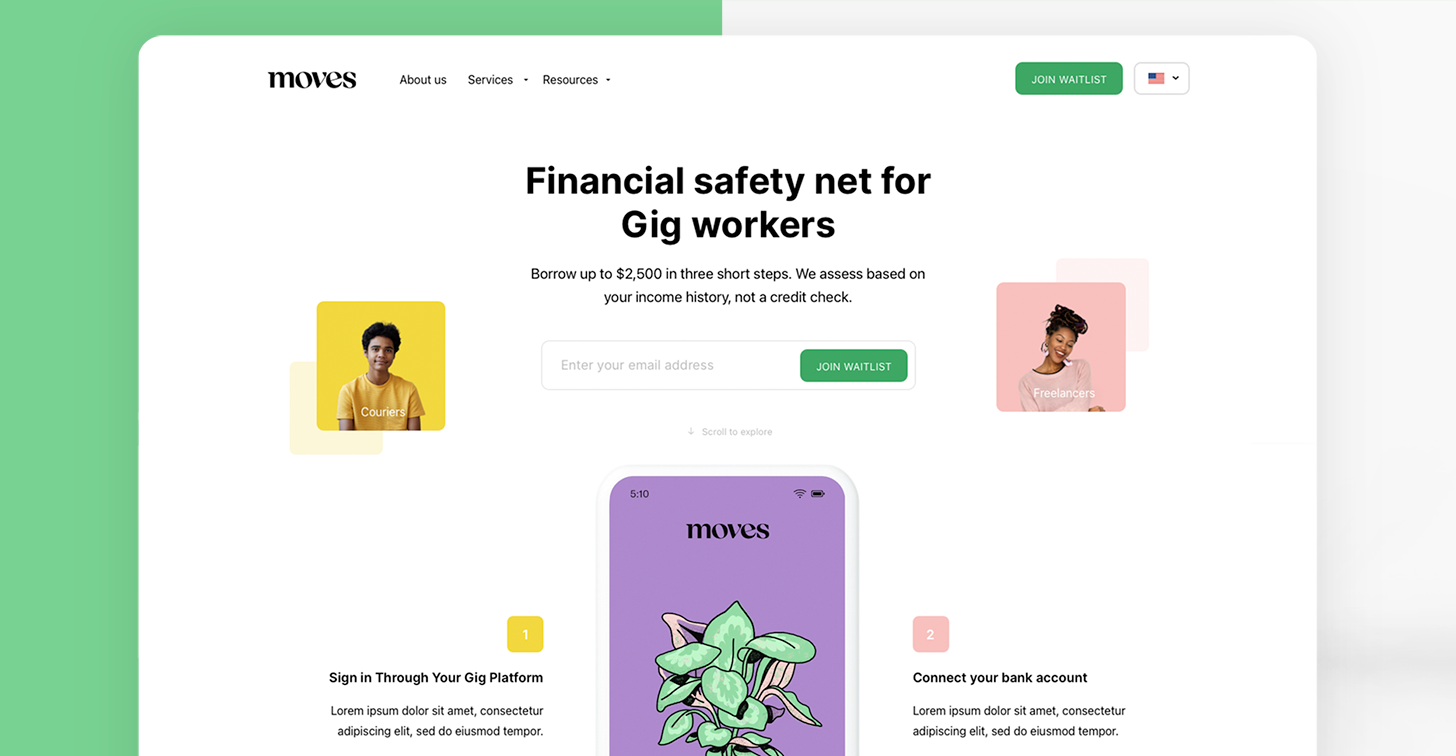 moves
About us
Services
Resources
JOIN WAITLIST
Financial safety net for
Gig workers
Borrow up to $2,500 in three short steps. We assess based on
your income history, not a credit check.
Enter your email address
JOIN WAITLIST
Couriers
Freelancers
↓ Scroll to explore
5:10
moves
1
Sign in Through Your Gig Platform
Lorem ipsum dolor sit amet, consectetur
adipiscing elit, sed do eiusmod tempor.
2
Connect your bank account
Lorem ipsum dolor sit amet, consectetur
adipiscing elit, sed do eiusmod tempor.